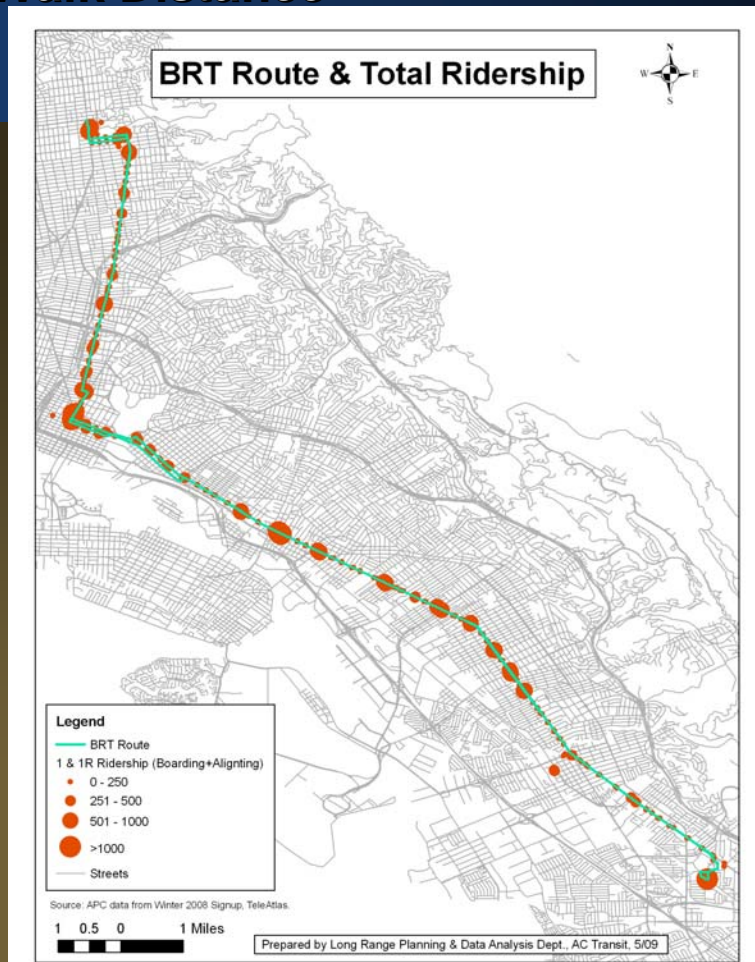 BRT Route & Total Ridership
N
W E
S
Legend
BRT Route
1 & 1R Ridership (Boarding+Alignting)
0 - 250
251 - 500
501 - 1000
>1000
Streets
Source: APC data from Winter 2008 Signup, TeleAtlas.
1 0.5 0 1 Miles
Prepared by Long Range Planning & Data Analysis Dept., AC Transit, 5/09